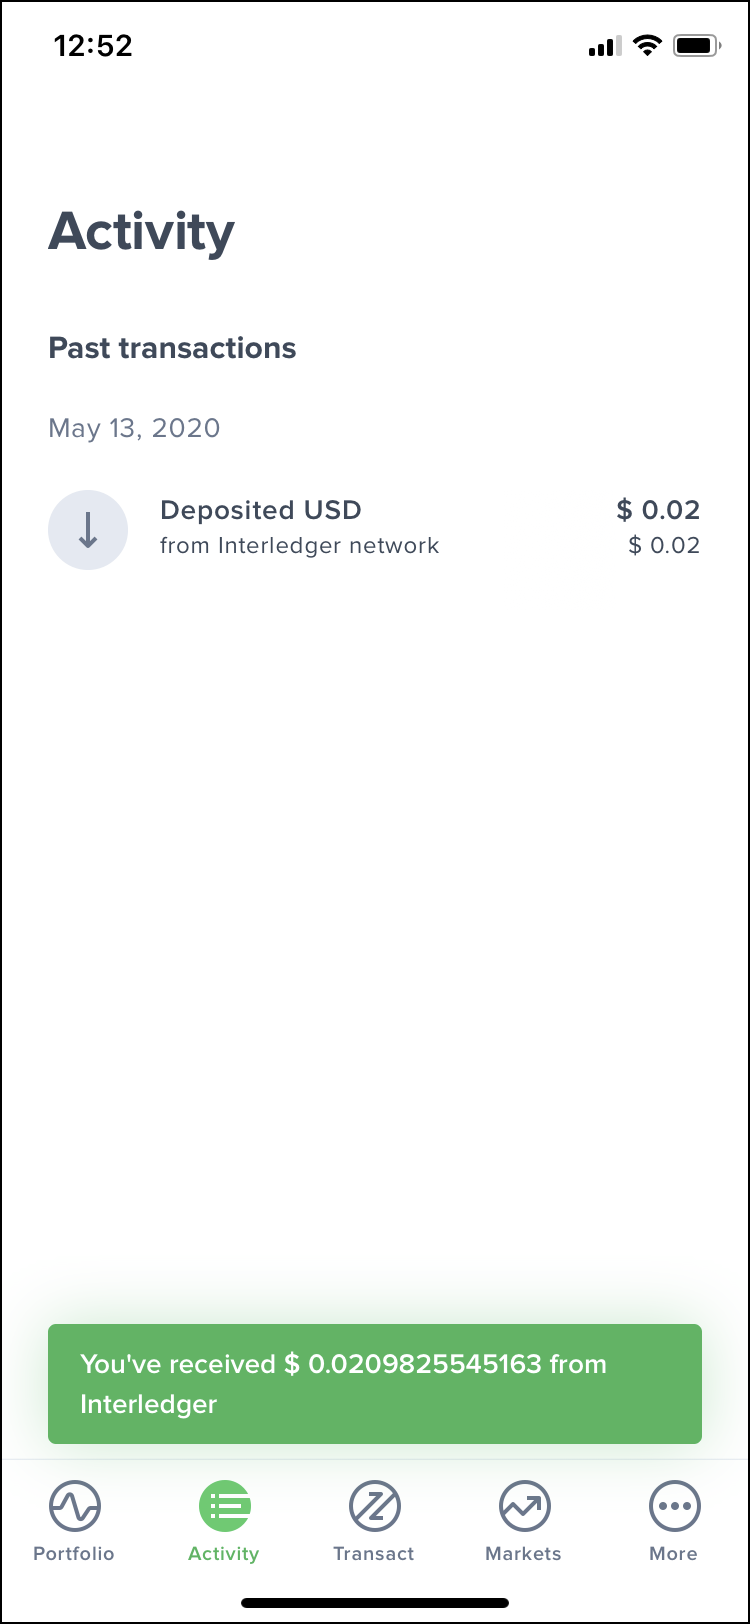 12:52
Activity
Past transactions
May 13, 2020
Deposited USD $ 0.02
from Interledger network $ 0.02
You've received $ 0.0209825545163 from
Interledger
Portfolio Activity Transact Markets More